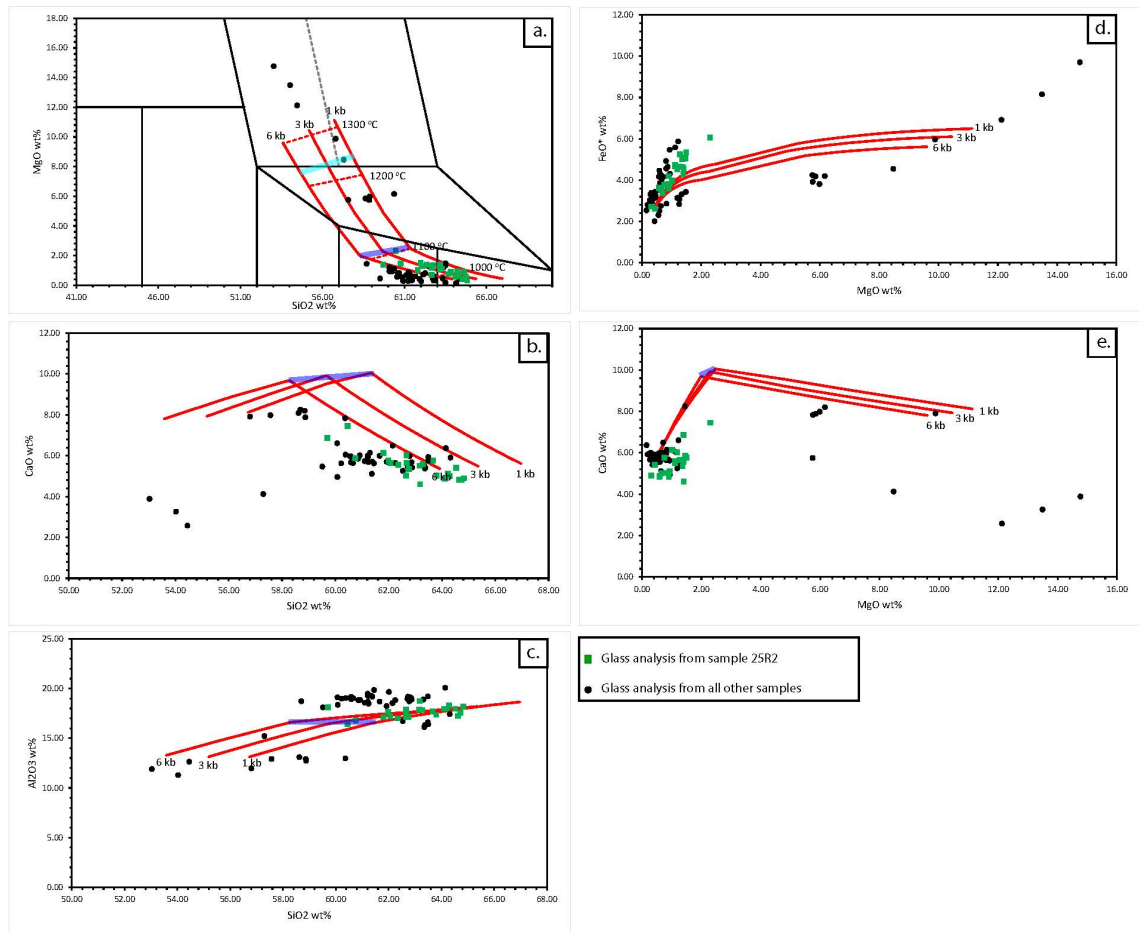 a.
18.00
16.00
14.00
12.00
10.00
8.00
6.00
4.00
2.00
0.00
MgO wt%
41.00 46.00 51.00 56.00 61.00 66.00
SiO2 wt%
6 kb
3 kb
1 kb
1300 °C
1200 °C
1100 °C
1000 °C
d.
12.00
10.00
8.00
6.00
4.00
2.00
0.00
FeO* wt%
0.00 2.00 4.00 6.00 8.00 10.00 12.00 14.00 16.00
MgO wt%
1 kb
3 kb
6 kb
b.
12.00
10.00
8.00
6.00
4.00
2.00
0.00
CaO wt%
50.00 52.00 54.00 56.00 58.00 60.00 62.00 64.00 66.00 68.00
SiO2 wt%
6 kb
3 kb
1 kb
e.
12.00
10.00
8.00
6.00
4.00
2.00
0.00
CaO wt%
0.00 2.00 4.00 6.00 8.00 10.00 12.00 14.00 16.00
MgO wt%
1 kb
3 kb
6 kb
c.
25.00
20.00
15.00
10.00
5.00
0.00
Al2O3 wt%
50.00 52.00 54.00 56.00 58.00 60.00 62.00 64.00 66.00 68.00
SiO2 wt%
6 kb
3 kb
1 kb
Glass analysis from sample 25R2
Glass analysis from all other samples